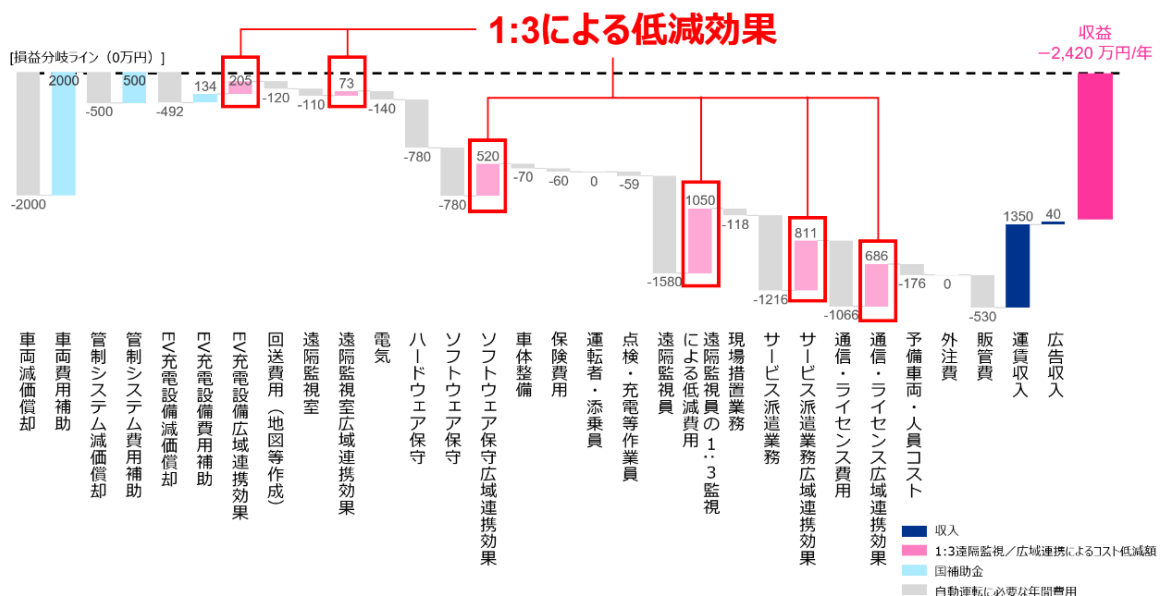 1:3による低減効果
収益
－2,420 万円/年
[損益分岐ライン（0万円）]
-2000
2000
-500
500
-492
134
205
-120
-110
73
-140
-780
-780
520
-70
-60
0
-59
-1580
1050
-118
-1216
811
-1066
686
-176
0
-530
1350
40
車両減価償却
車両費用補助
管制システム減価償却
管制システム費用補助
EV充電設備減価償却
EV充電設備費用補助
EV充電設備広域連携効果
回送費用（地図等作成）
遠隔監視室
遠隔監視室広域連携効果
電気
ハードウェア保守
ソフトウェア保守
ソフトウェア保守広域連携効果
車体整備
保険費用
運転者・添乗員
点検・充電等作業員
遠隔監視員
遠隔監視員の１：３監視
による低減費用
現場措置業務
サービス派遣業務
サービス派遣業務広域連携効果
通信・ライセンス費用
通信・ライセンス広域連携効果
予備車両・人員コスト
外注費
販管費
運賃収入
広告収入
収入
1:3遠隔監視／広域連携によるコスト低減額
国補助金
自動運転に必要な年間費用